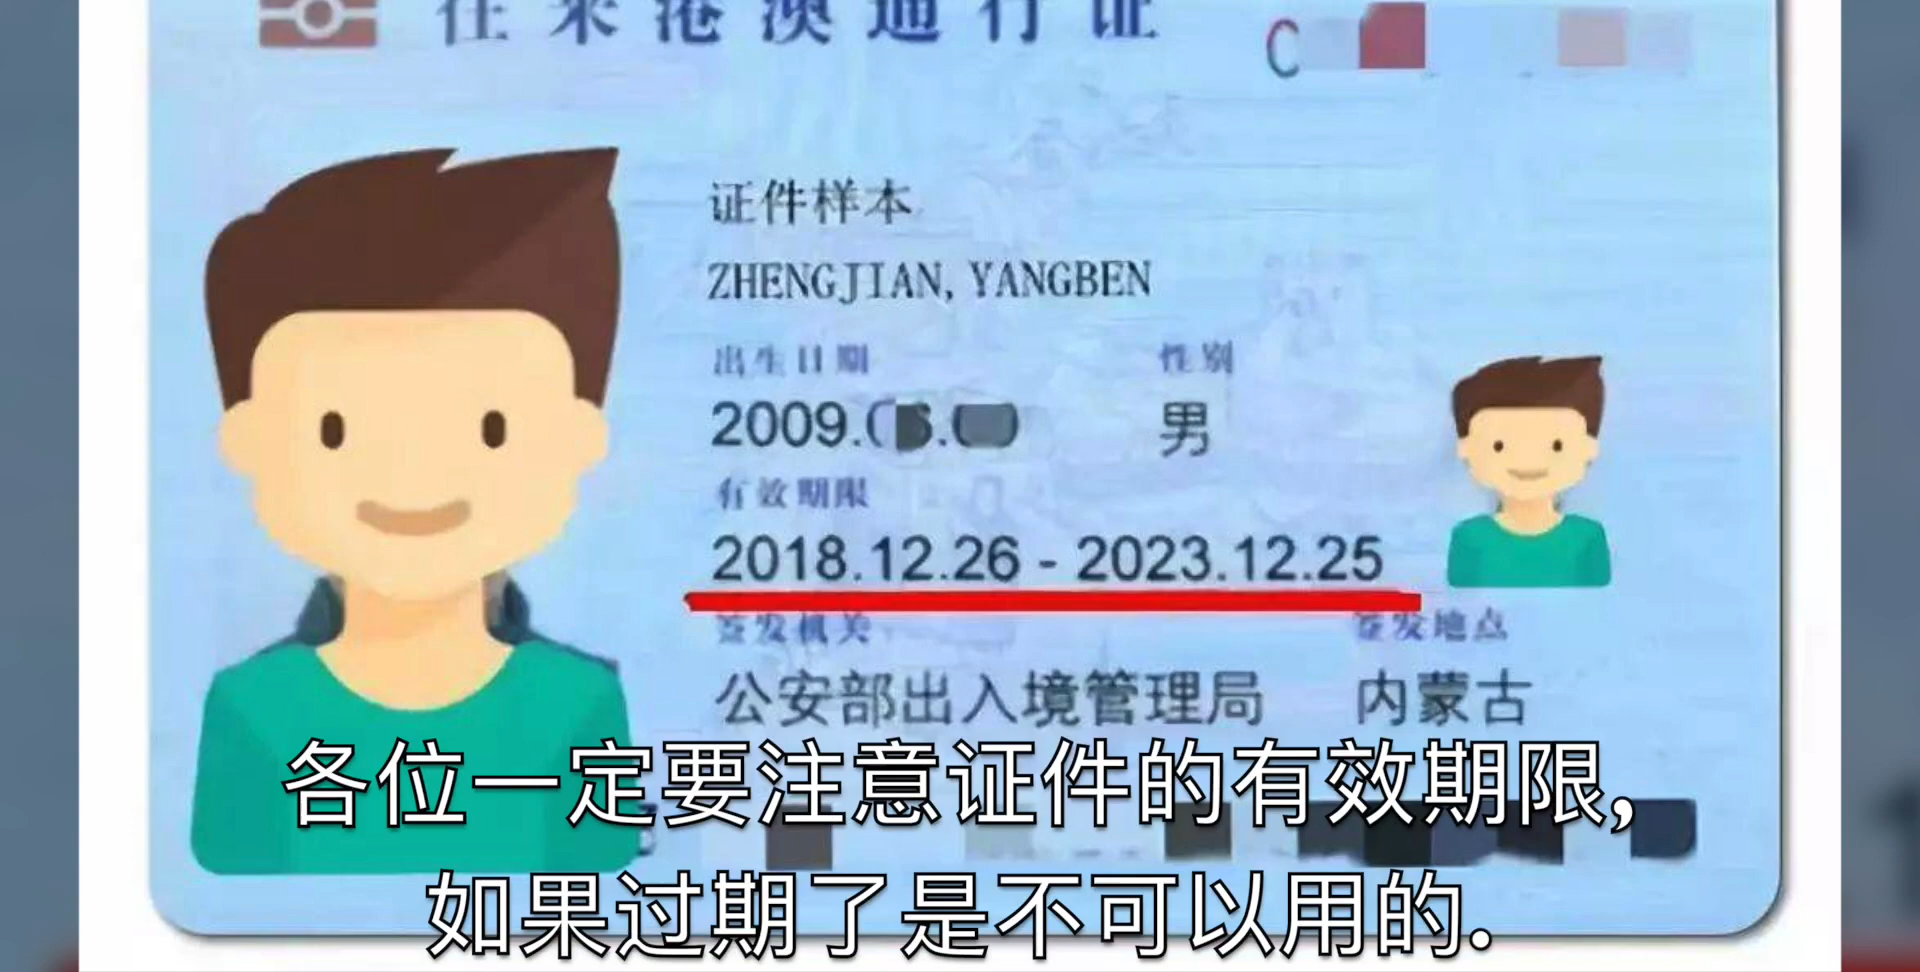 往来港澳通行证
C
证件样本
ZHENGJIAN, YANGBEN
出生日期 性别
2009. 男
有效期限
2018.12.26 - 2023.12.25
签发机关 签发地点
公安部出入境管理局 内蒙古
各位一定要注意证件的有效期限,
如果过期了是不可以用的.